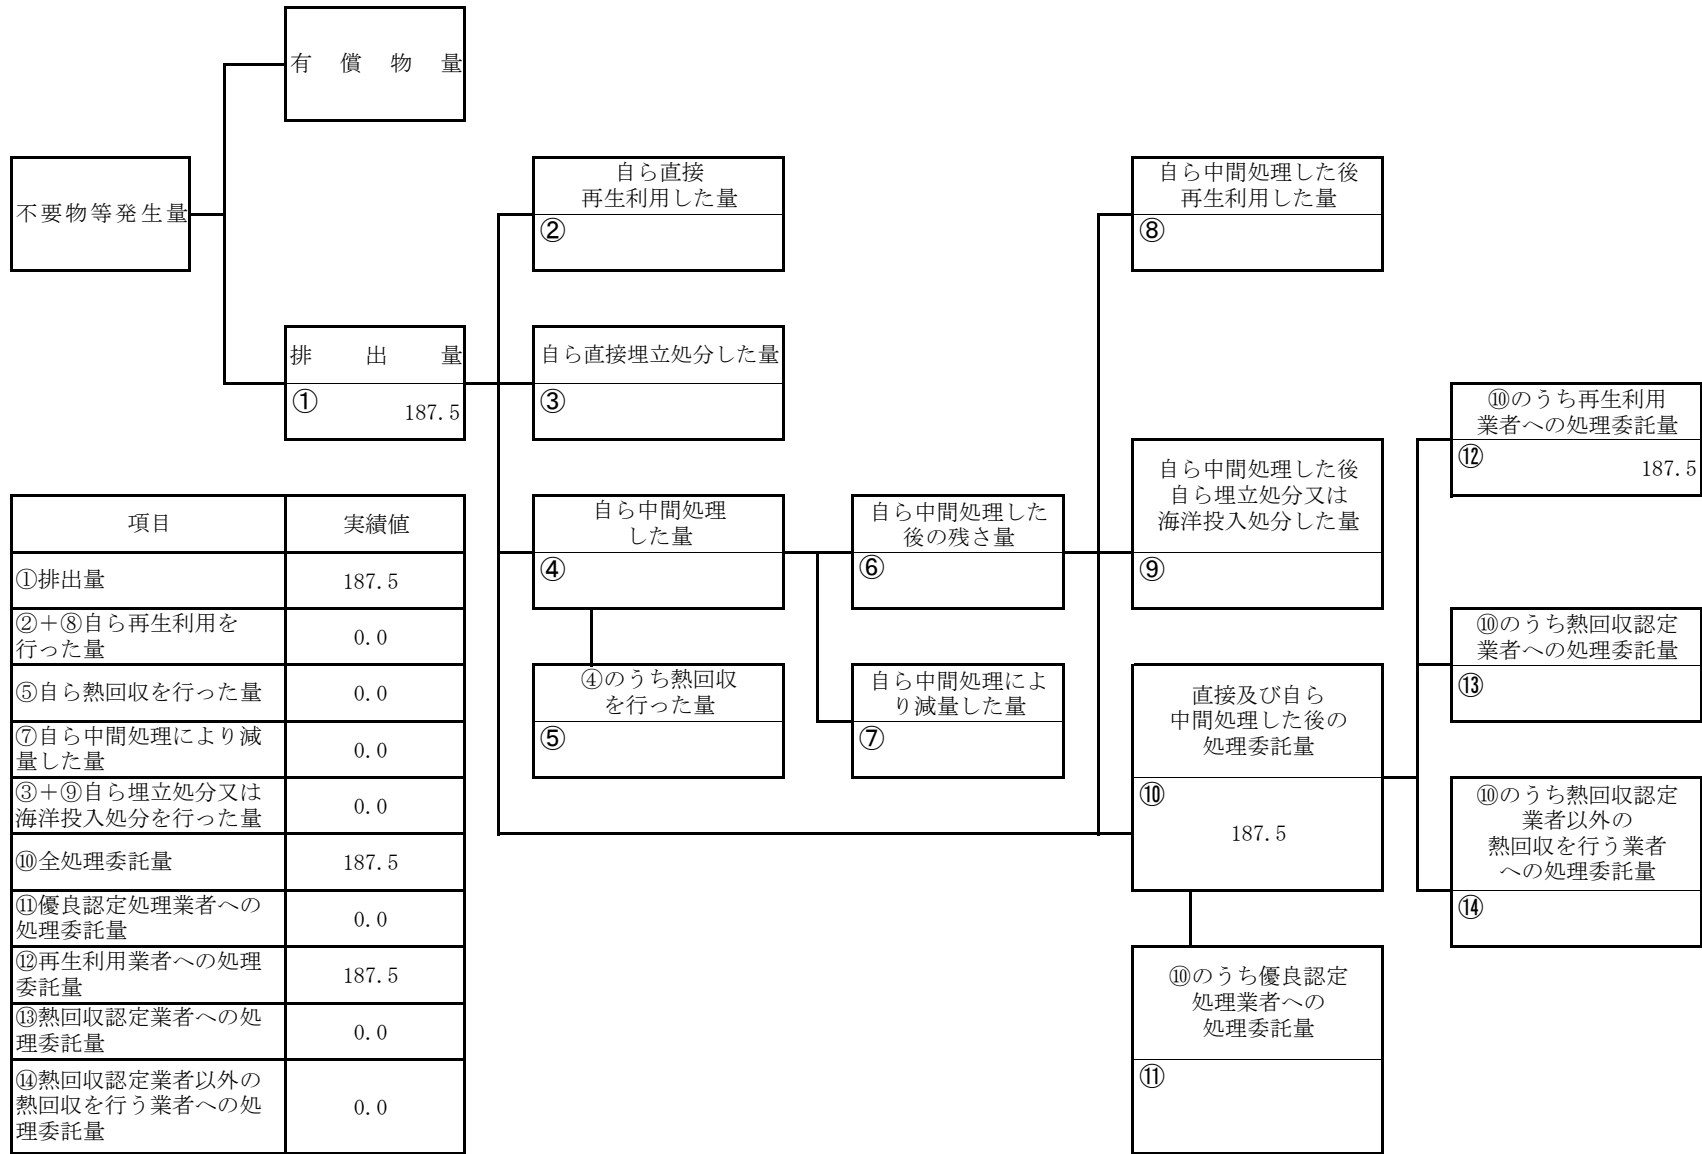 有償物量
不要物等発生量
排出量
①
187.5
自ら直接
再生利用した量
②
自ら直接埋立処分した量
③
自ら中間処理
した量
④
④のうち熱回収
を行った量
⑤
自ら中間処理した
後の残さ量
⑥
自ら中間処理によ
り減量した量
⑦
自ら中間処理した後
再生利用した量
⑧
自ら中間処理した後
自ら埋立処分又は
海洋投入処分した量
⑨
直接及び自ら
中間処理した後の
処理委託量
⑩
187.5
⑩のうち優良認定
処理業者への
処理委託量
⑪
⑩のうち再生利用
業者への処理委託量
⑫
187.5
⑩のうち熱回収認定
業者への処理委託量
⑬
⑩のうち熱回収認定
業者以外の
熱回収を行う業者
への処理委託量
⑭
項目 実績値
①排出量 187.5
②+⑧自ら再生利用を
行った量 0.0
⑤自ら熱回収を行った量 0.0
⑦自ら中間処理により減
量した量 0.0
③+⑨自ら埋立処分又は
海洋投入処分を行った量 0.0
⑩全処理委託量 187.5
⑪優良認定処理業者への
処理委託量 0.0
⑫再生利用業者への処理
委託量 187.5
⑬熱回収認定業者への処
理委託量 0.0
⑭熱回収認定業者以外の
熱回収を行う業者への処
理委託量 0.0